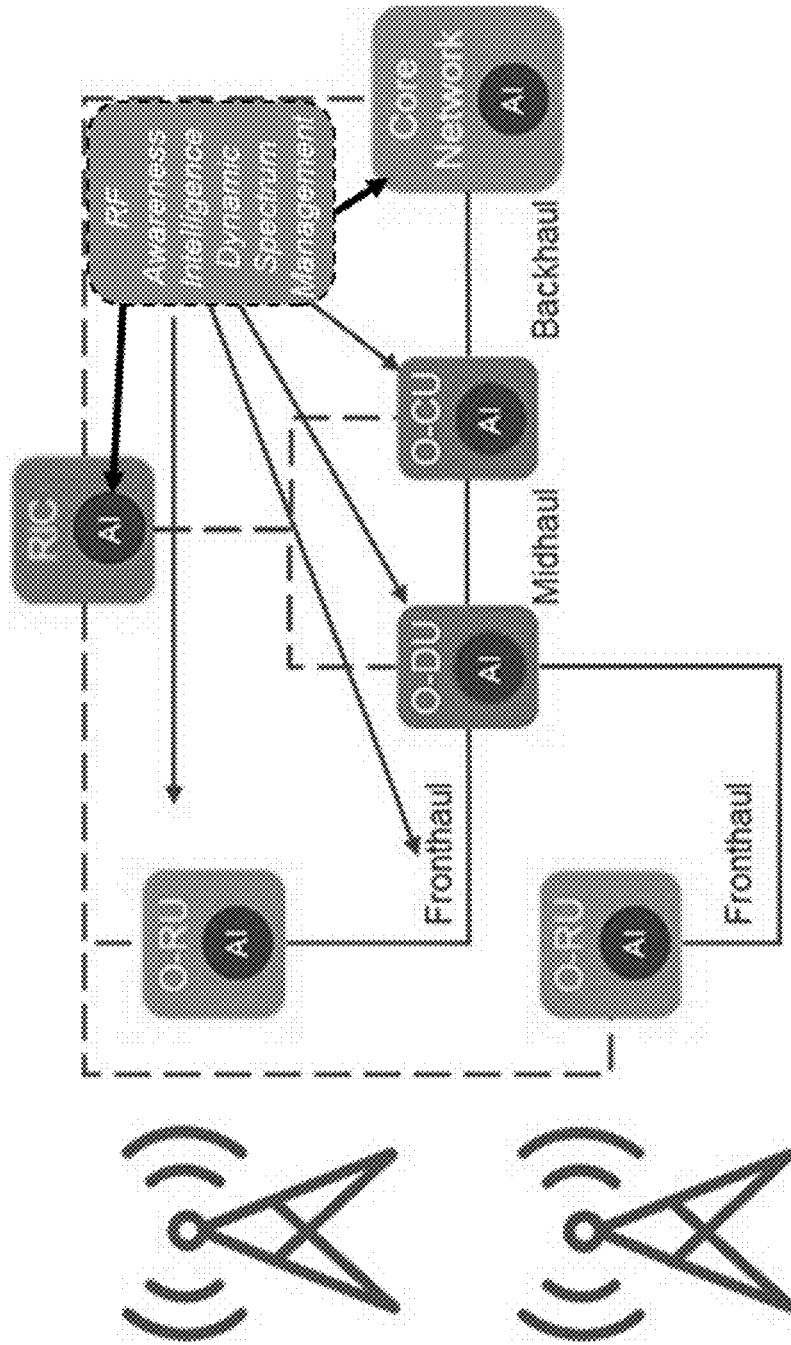 RIC
AI
RF
Awareness
Intelligence
Dynamic
Spectrum
Management
O-RU
AI
Fronthaul
O-DU
AI
Midhaul
O-CU
AI
Backhaul
Core
Network
AI
O-RU
AI
Fronthaul